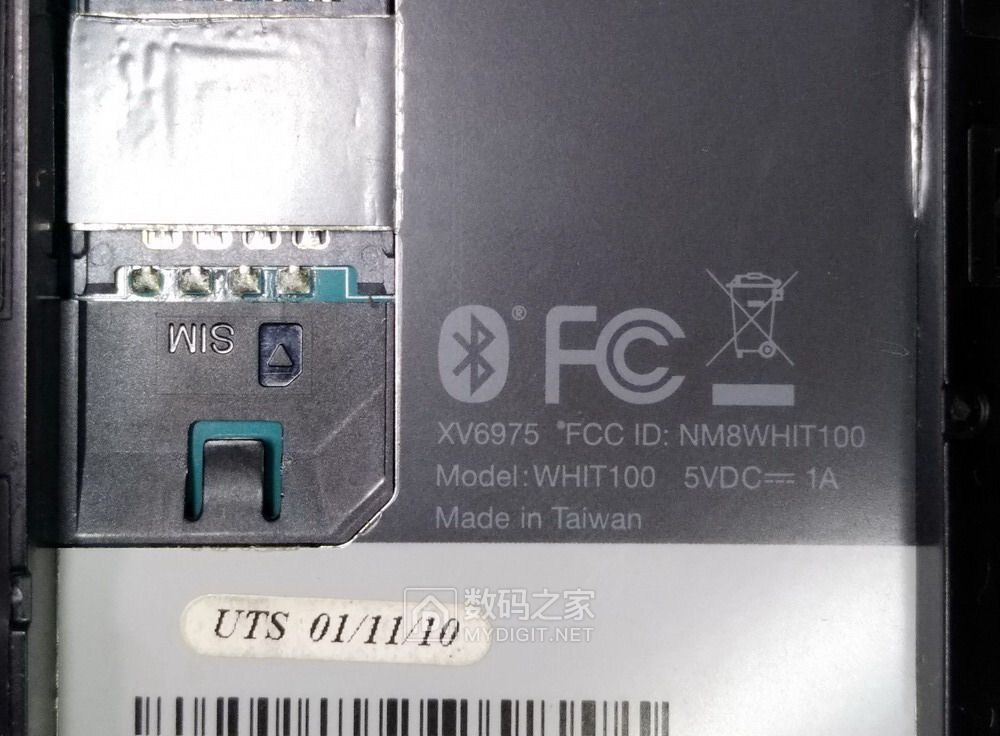 SIM
® FC
XV6975 FCC ID: NM8WHIT100
Model: WHIT100 5VDC⎓ 1A
Made in Taiwan
UTS 01/11/10
数码之家
MYDIGIT.NET